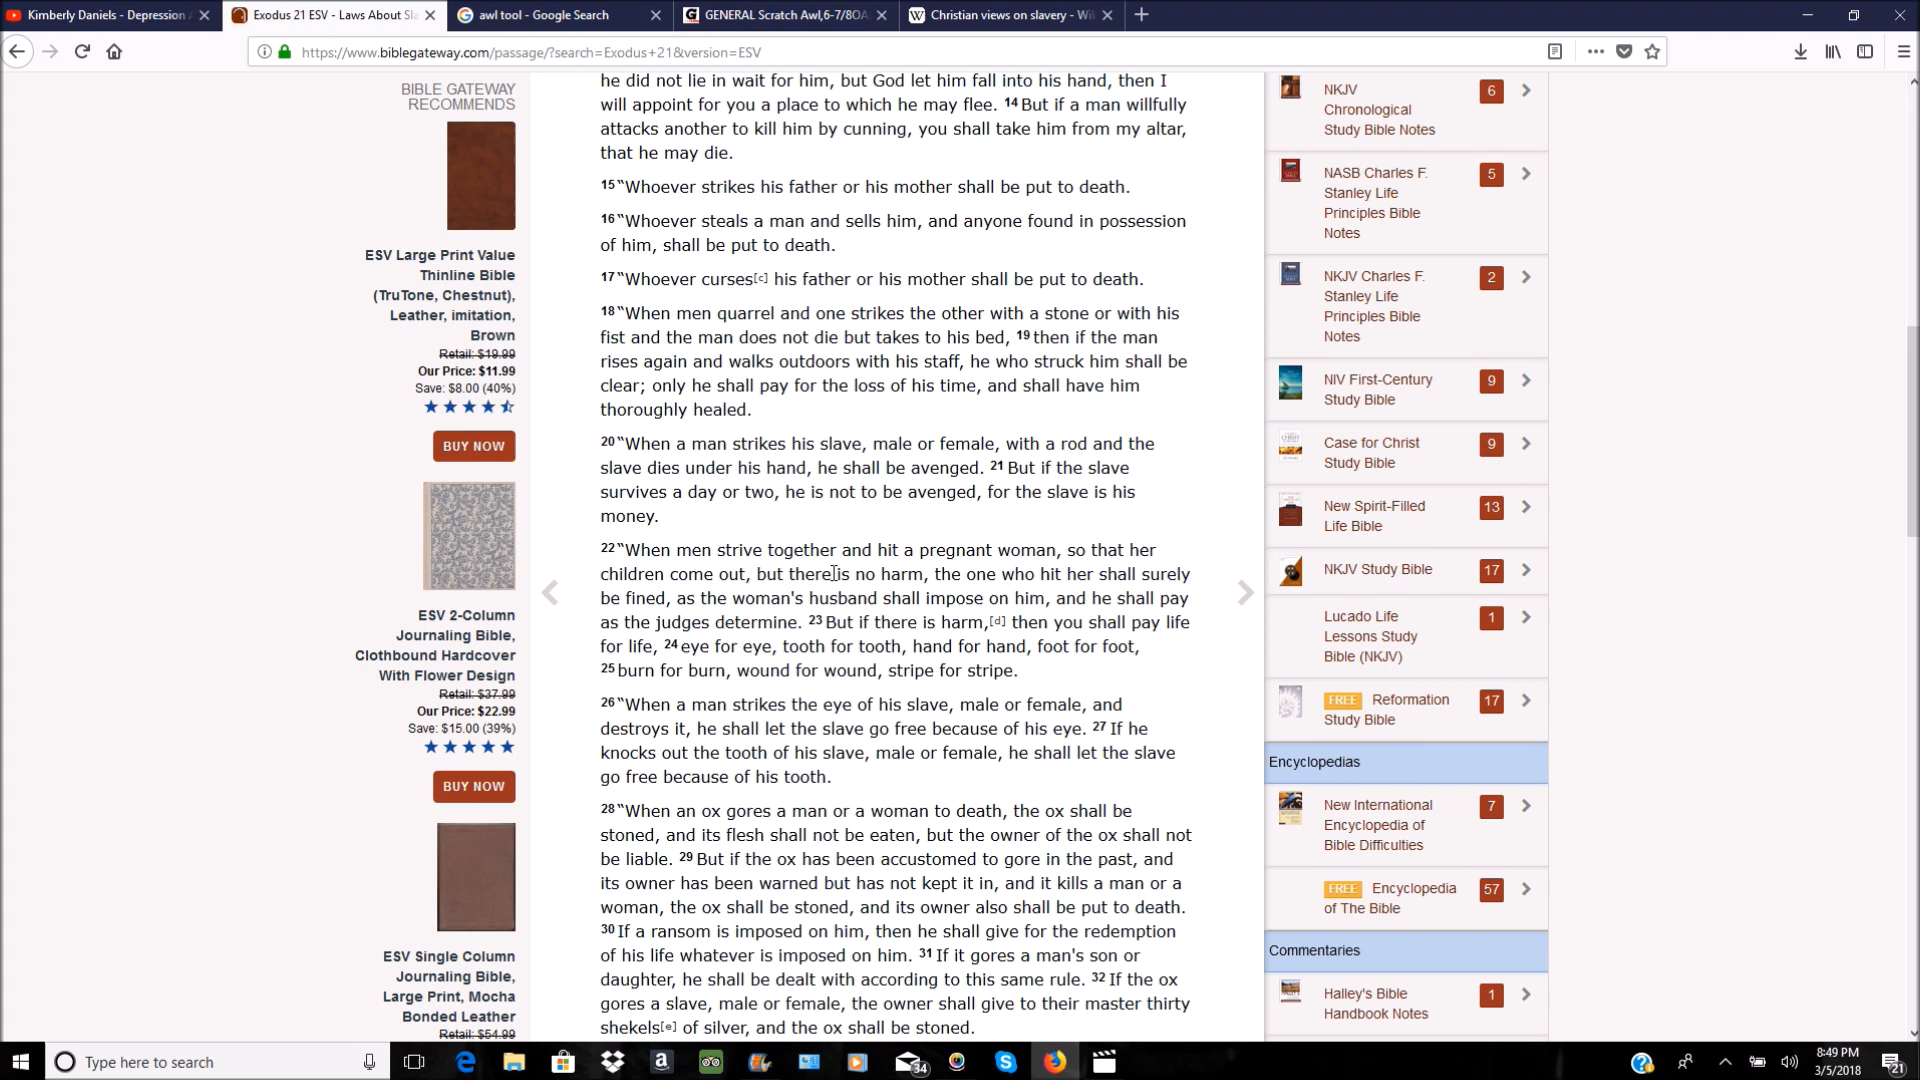 Kimberly Daniels - Depression
Exodus 21 ESV - Laws About Sla
awl tool - Google Search
GENERAL Scratch Awl,6-7/8OA
Christian views on slavery - Wi
https://www.biblegateway.com/passage/?search=Exodus+21&version=ESV
BIBLE GATEWAY
RECOMMENDS
ESV Large Print Value
Thinline Bible
(TruTone, Chestnut),
Leather, imitation,
Brown
Retail: $19.99
Our Price: $11.99
Save: $8.00 (40%)
BUY NOW
ESV 2-Column
Journaling Bible,
Clothbound Hardcover
With Flower Design
Retail: $37.99
Our Price: $22.99
Save: $15.00 (39%)
BUY NOW
ESV Single Column
Journaling Bible,
Large Print, Mocha
Bonded Leather
Retail: $54.99
he did not lie in wait for him, but God let him fall into his hand, then I
will appoint for you a place to which he may flee. 14 But if a man willfully
attacks another to kill him by cunning, you shall take him from my altar,
that he may die.
15 “Whoever strikes his father or his mother shall be put to death.
16 “Whoever steals a man and sells him, and anyone found in possession
of him, shall be put to death.
17 “Whoever curses[c] his father or his mother shall be put to death.
18 “When men quarrel and one strikes the other with a stone or with his
fist and the man does not die but takes to his bed, 19 then if the man
rises again and walks outdoors with his staff, he who struck him shall be
clear; only he shall pay for the loss of his time, and shall have him
thoroughly healed.
20 “When a man strikes his slave, male or female, with a rod and the
slave dies under his hand, he shall be avenged. 21 But if the slave
survives a day or two, he is not to be avenged, for the slave is his
money.
22 “When men strive together and hit a pregnant woman, so that her
children come out, but there is no harm, the one who hit her shall surely
be fined, as the woman's husband shall impose on him, and he shall pay
as the judges determine. 23 But if there is harm,[d] then you shall pay life
for life, 24 eye for eye, tooth for tooth, hand for hand, foot for foot,
25 burn for burn, wound for wound, stripe for stripe.
26 “When a man strikes the eye of his slave, male or female, and
destroys it, he shall let the slave go free because of his eye. 27 If he
knocks out the tooth of his slave, male or female, he shall let the slave
go free because of his tooth.
28 “When an ox gores a man or a woman to death, the ox shall be
stoned, and its flesh shall not be eaten, but the owner of the ox shall not
be liable. 29 But if the ox has been accustomed to gore in the past, and
its owner has been warned but has not kept it in, and it kills a man or a
woman, the ox shall be stoned, and its owner also shall be put to death.
30 If a ransom is imposed on him, then he shall give for the redemption
of his life whatever is imposed on him. 31 If it gores a man's son or
daughter, he shall be dealt with according to this same rule. 32 If the ox
gores a slave, male or female, the owner shall give to their master thirty
shekels[e] of silver, and the ox shall be stoned.
NKJV 6
Chronological
Study Bible Notes
NASB Charles F. 5
Stanley Life
Principles Bible
Notes
NKJV Charles F. 2
Stanley Life
Principles Bible
Notes
NIV First-Century 9
Study Bible
Case for Christ 9
Study Bible
New Spirit-Filled 13
Life Bible
NKJV Study Bible 17
Lucado Life 1
Lessons Study
Bible (NKJV)
FREE Reformation 17
Study Bible
Encyclopedias
New International 7
Encyclopedia of
Bible Difficulties
FREE Encyclopedia 57
of The Bible
Commentaries
Halley's Bible 1
Handbook Notes
Type here to search
34
8:49 PM
3/5/2018
21